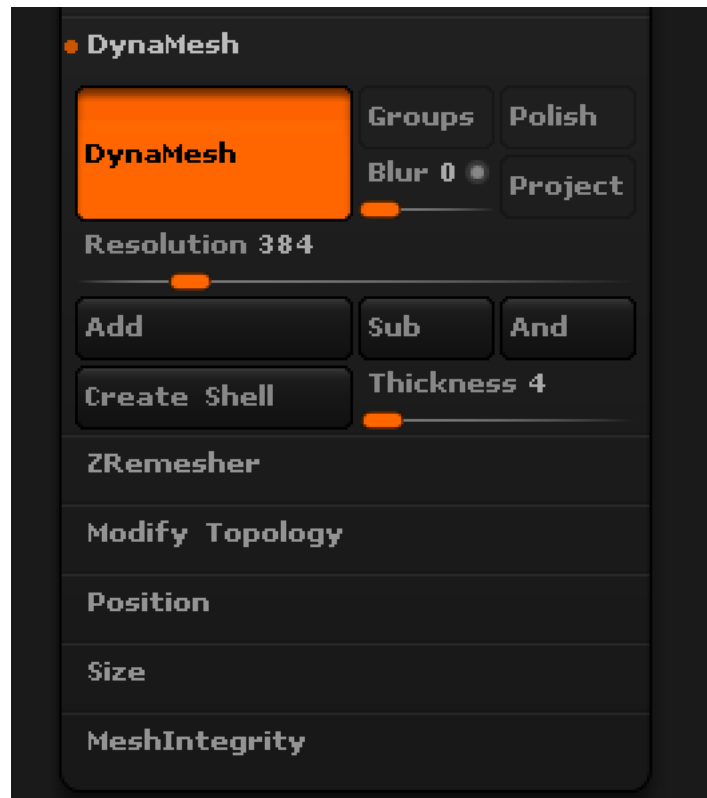 DynaMesh
DynaMesh
Groups
Polish
Blur 0
Project
Resolution 384
Add
Sub
And
Create Shell
Thickness 4
ZRemesher
Modify Topology
Position
Size
MeshIntegrity